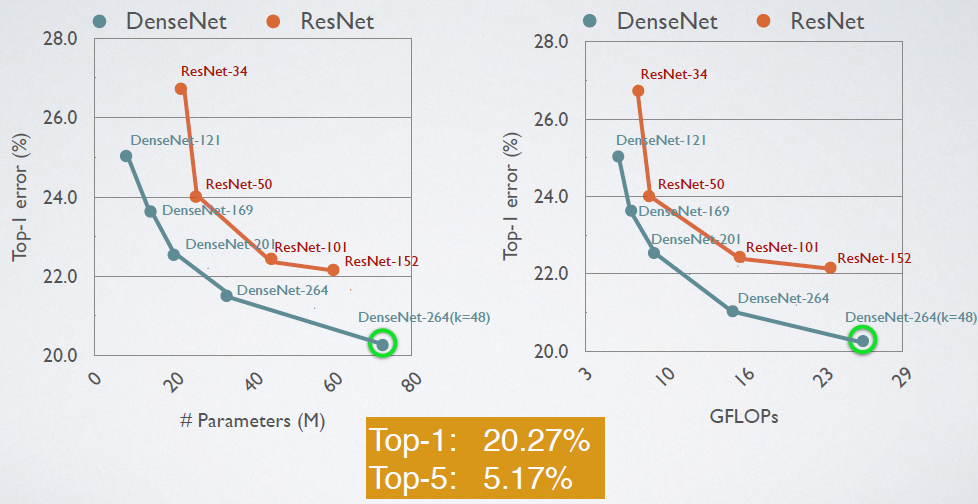 DenseNet ResNet
28.0
26.0
24.0
22.0
20.0
Top-1 error (%)
ResNet-34
DenseNet-121
ResNet-50
DenseNet-169
DenseNet-201
ResNet-101
ResNet-152
DenseNet-264
DenseNet-264(k=48)
0 20 40 60 80
# Parameters (M)
DenseNet ResNet
28.0
26.0
24.0
22.0
20.0
Top-1 error (%)
ResNet-34
DenseNet-121
ResNet-50
DenseNet-169
DenseNet-201
ResNet-101
ResNet-152
DenseNet-264
DenseNet-264(k=48)
3 10 16 23 29
GFLOPs
Top-1: 20.27%
Top-5: 5.17%